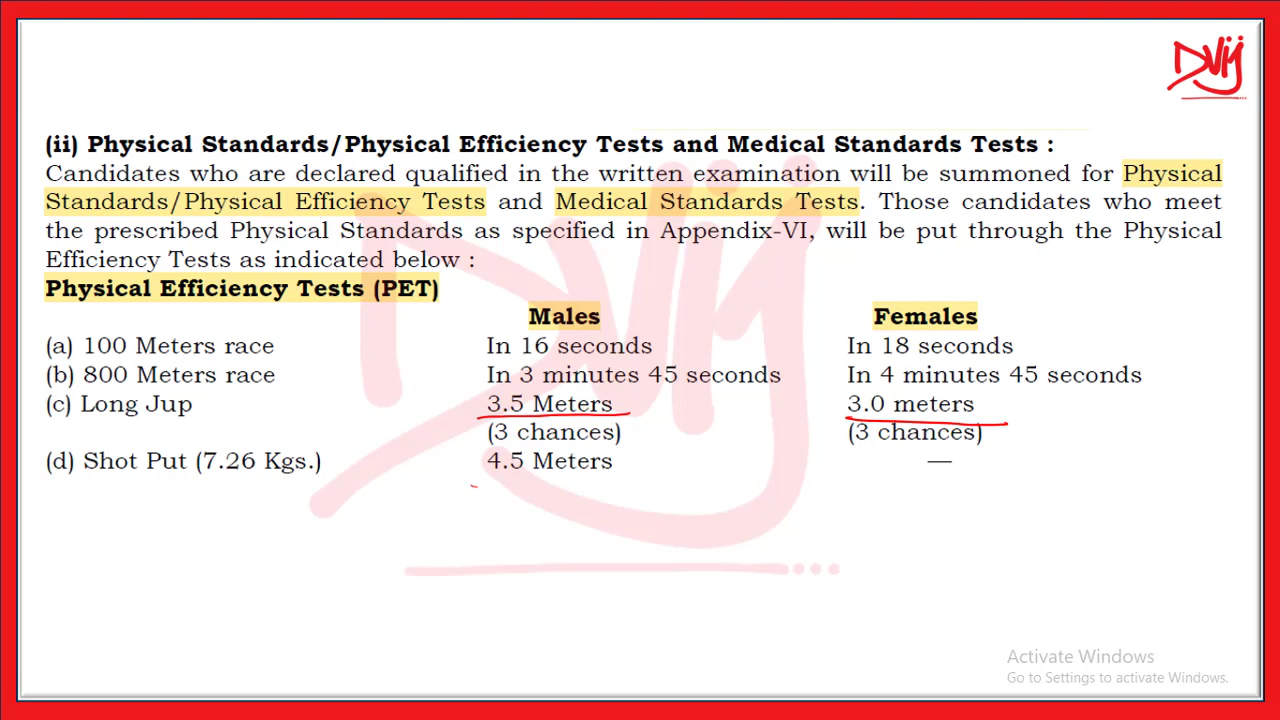 Dvij
(ii) Physical Standards/Physical Efficiency Tests and Medical Standards Tests :
Candidates who are declared qualified in the written examination will be summoned for Physical
Standards/Physical Efficiency Tests and Medical Standards Tests. Those candidates who meet
the prescribed Physical Standards as specified in Appendix-VI, will be put through the Physical
Efficiency Tests as indicated below :
Physical Efficiency Tests (PET)
Males Females
(a) 100 Meters race In 16 seconds In 18 seconds
(b) 800 Meters race In 3 minutes 45 seconds In 4 minutes 45 seconds
(c) Long Jup 3.5 Meters 3.0 meters
(3 chances) (3 chances)
(d) Shot Put (7.26 Kgs.) 4.5 Meters —
Activate Windows
Go to Settings to activate Windows.